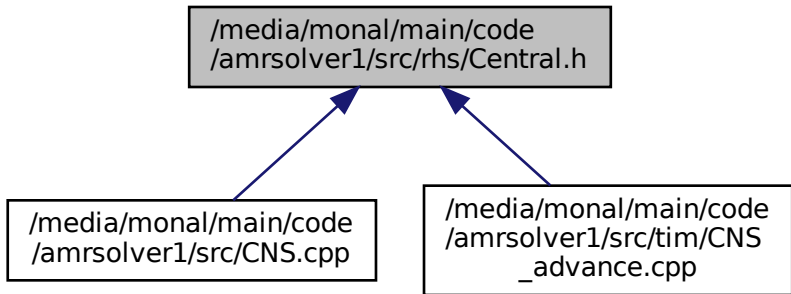 /media/monal/main/code
/amrsolver1/src/rhs/Central.h
/media/monal/main/code
/amrsolver1/src/CNS.cpp
/media/monal/main/code
/amrsolver1/src/tim/CNS
_advance.cpp